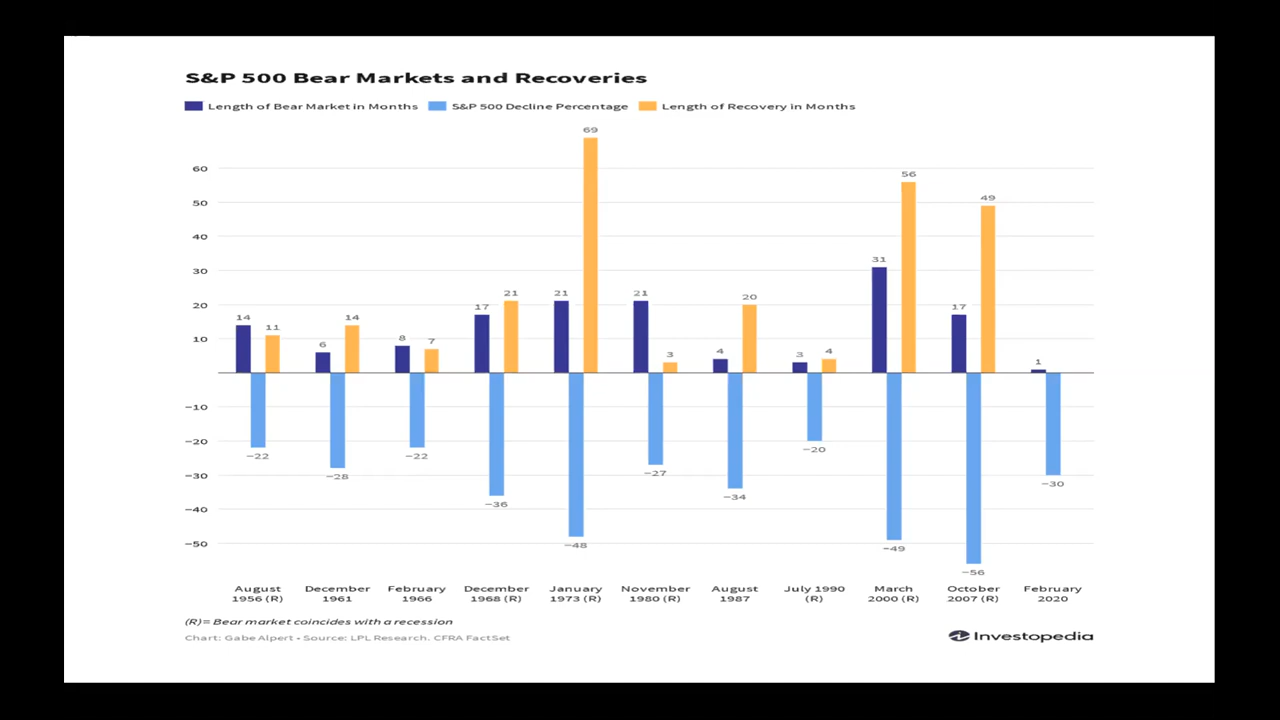 S&P 500 Bear Markets and Recoveries
Length of Bear Market in Months S&P 500 Decline Percentage Length of Recovery in Months
60
50
40
30
20
10
−10
−20
−30
−40
−50
14 11 −22
6 14 −28
8 7 −22
17 21 −36
21 69 −48
21 3 −27
4 20 −34
3 4 −20
31 56 −49
17 49 −56
1 −30
August December February December January November August July 1990 March October February
1956 (R) 1961 1966 1968 (R) 1973 (R) 1980 (R) 1987 (R) 2000 (R) 2007 (R) 2020
(R)= Bear market coincides with a recession
Chart: Gabe Alpert • Source: LPL Research. CFRA FactSet
Investopedia